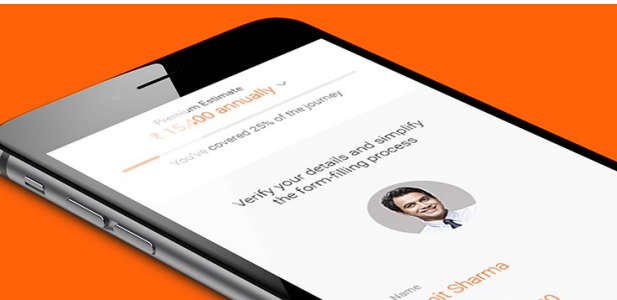 Premium Estimate
₹ 15,400 annually
You've covered 25% of the journey
Verify your details and simplify
the form-filling process
Name
Sharma